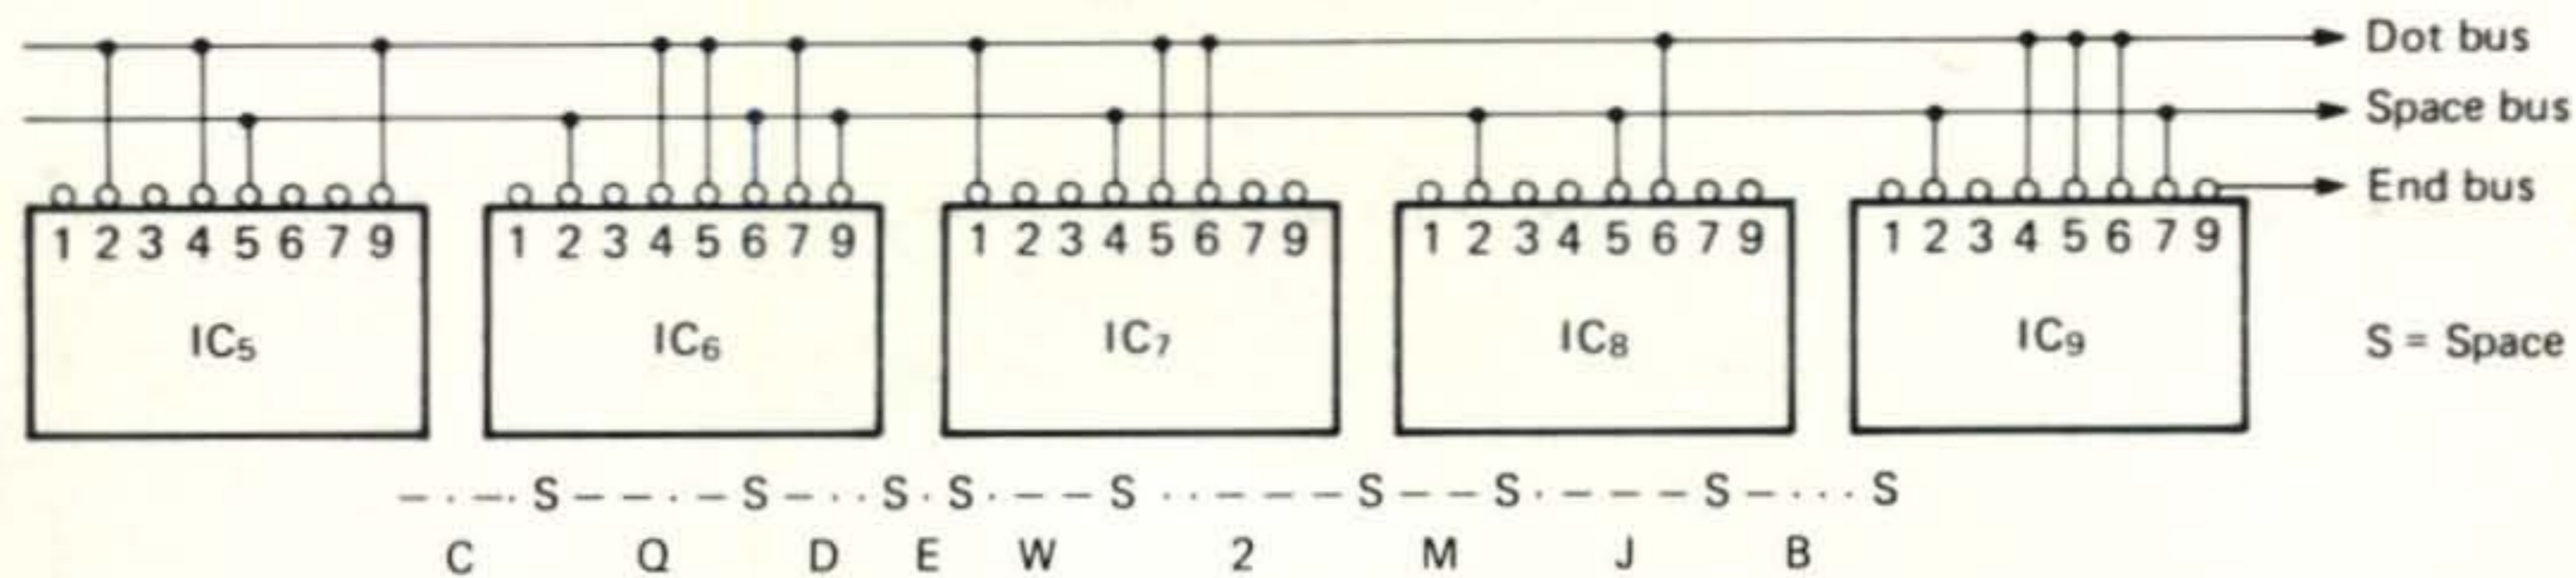 Dot bus
Space bus
End bus
1 2 3 4 5 6 7 9 1 2 3 4 5 6 7 9 1 2 3 4 5 6 7 9 1 2 3 4 5 6 7 9 1 2 3 4 5 6 7 9
IC₅ IC₆ IC₇ IC₈ IC₉ S = Space
– · – · S – – · – S – · · S · S · – – S · · – – – S – – S · – – – S – · · · S
C Q D E W 2 M J B